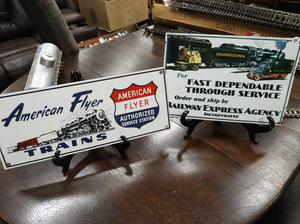 American Flyer
TRAINS
AMERICAN
FLYER
AUTHORIZED
SERVICE STATION
PENNSYLVANIA
For
FAST DEPENDABLE
THROUGH SERVICE
Order and ship by
RAILWAY EXPRESS AGENCY
INCORPORATED